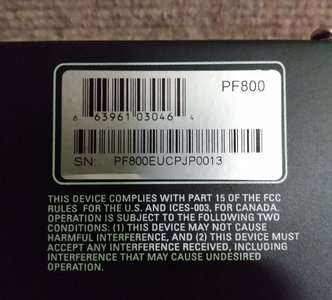 PF800
6 63961 03046 4
SN: PF800EUCPJP0013
THIS DEVICE COMPLIES WITH PART 15 OF THE FCC
RULES FOR THE U.S. AND ICES-003, FOR CANADA.
OPERATION IS SUBJECT TO THE FOLLOWING TWO
CONDITIONS: (1) THIS DEVICE MAY NOT CAUSE
HARMFUL INTERFERENCE, AND (2) THIS DEVICE MUST
ACCEPT ANY INTERFERENCE RECEIVED, INCLUDING
INTERFERENCE THAT MAY CAUSE UNDESIRED
OPERATION.